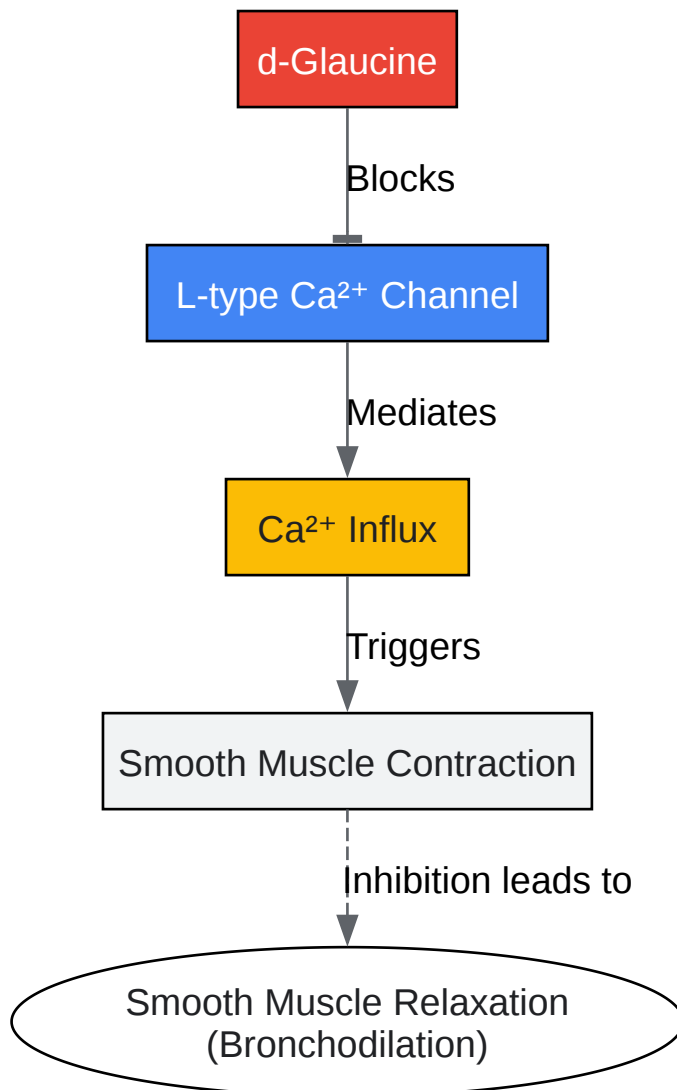 d-Glaucine
Blocks
L-type Ca²⁺ Channel
Mediates
Ca²⁺ Influx
Triggers
Smooth Muscle Contraction
Inhibition leads to
Smooth Muscle Relaxation
(Bronchodilation)